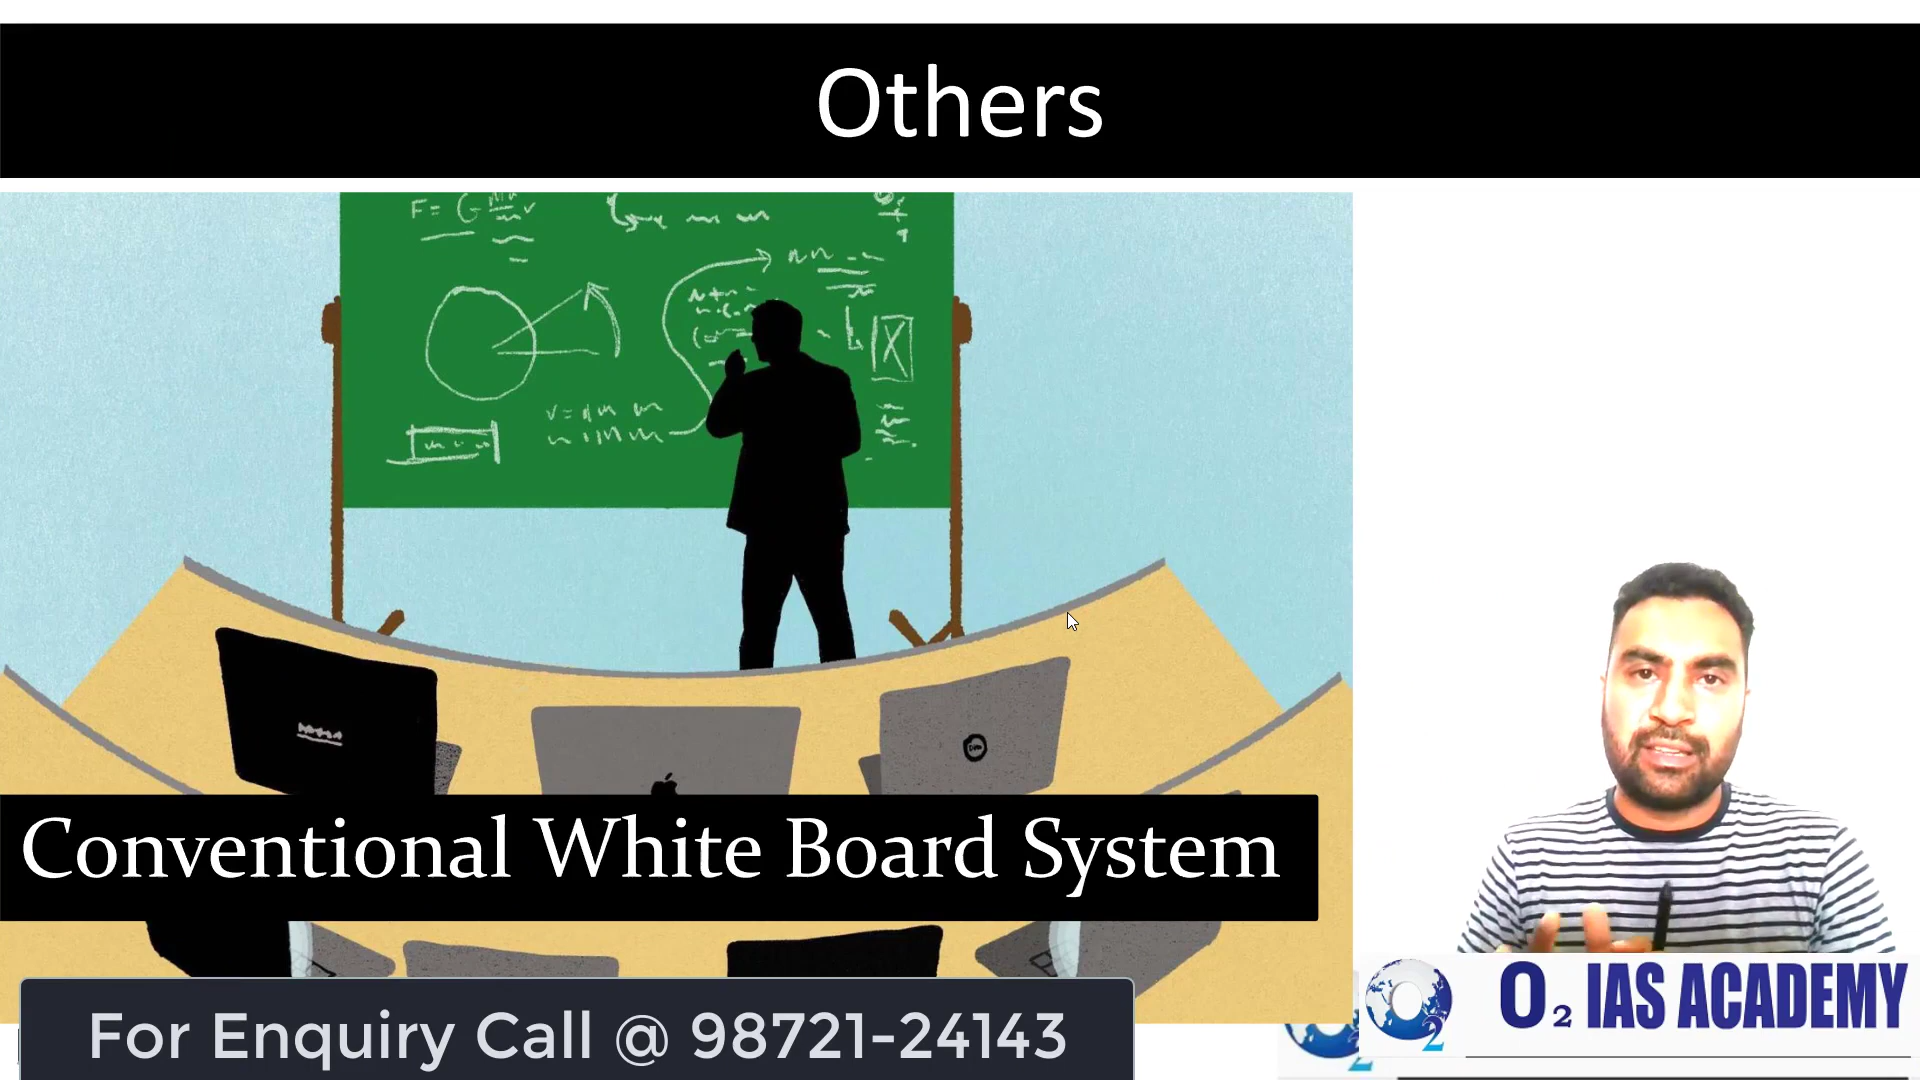 Others
F= G
X
Conventional White Board System
For Enquiry Call @ 98721-24143
O₂ IAS ACADEMY